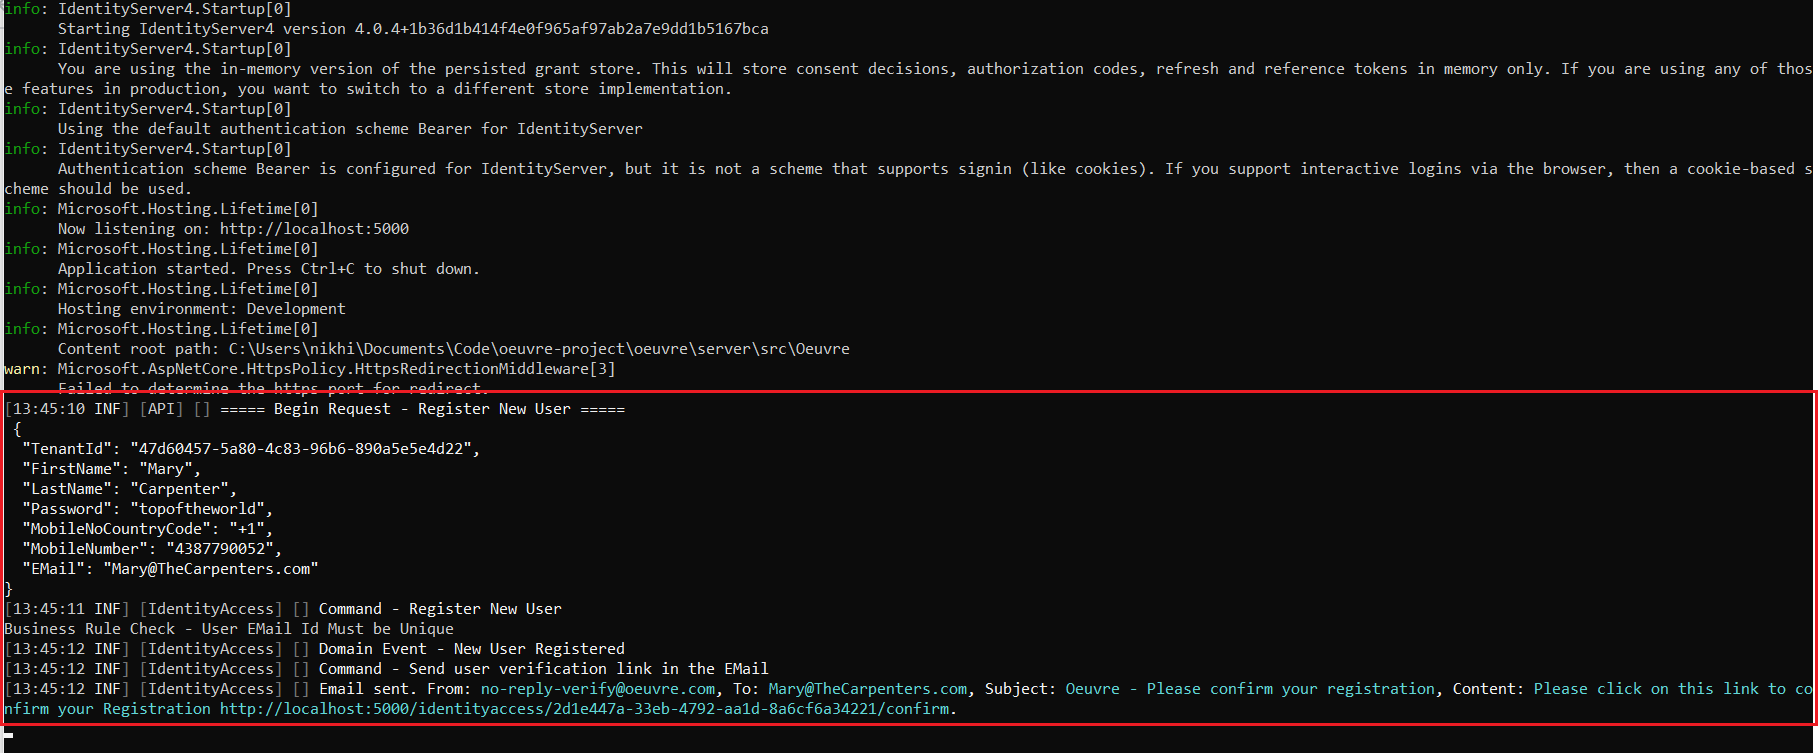 info: IdentityServer4.Startup[0]
      Starting IdentityServer4 version 4.0.4+1b36d1b414f4e0f965af97ab2a7e9dd1b5167bca
info: IdentityServer4.Startup[0]
      You are using the in-memory version of the persisted grant store. This will store consent decisions, authorization codes, refresh and reference tokens in memory only. If you are using any of thos
e features in production, you want to switch to a different store implementation.
info: IdentityServer4.Startup[0]
      Using the default authentication scheme Bearer for IdentityServer
info: IdentityServer4.Startup[0]
      Authentication scheme Bearer is configured for IdentityServer, but it is not a scheme that supports signin (like cookies). If you support interactive logins via the browser, then a cookie-based s
cheme should be used.
info: Microsoft.Hosting.Lifetime[0]
      Now listening on: http://localhost:5000
info: Microsoft.Hosting.Lifetime[0]
      Application started. Press Ctrl+C to shut down.
info: Microsoft.Hosting.Lifetime[0]
      Hosting environment: Development
info: Microsoft.Hosting.Lifetime[0]
      Content root path: C:\Users\nikhi\Documents\Code\oeuvre-project\oeuvre\server\src\Oeuvre
warn: Microsoft.AspNetCore.HttpsPolicy.HttpsRedirectionMiddleware[3]
      Failed to determine the https port for redirect.
[13:45:10 INF] [API] [] ===== Begin Request - Register New User =====
 {
  "TenantId": "47d60457-5a80-4c83-96b6-890a5e5e4d22",
  "FirstName": "Mary",
  "LastName": "Carpenter",
  "Password": "topoftheworld",
  "MobileNoCountryCode": "+1",
  "MobileNumber": "4387790052",
  "EMail": "Mary@TheCarpenters.com"
}
[13:45:11 INF] [IdentityAccess] [] Command - Register New User
Business Rule Check - User EMail Id Must be Unique
[13:45:12 INF] [IdentityAccess] [] Domain Event - New User Registered
[13:45:12 INF] [IdentityAccess] [] Command - Send user verification link in the EMail
[13:45:12 INF] [IdentityAccess] [] Email sent. From: no-reply-verify@oeuvre.com, To: Mary@TheCarpenters.com, Subject: Oeuvre - Please confirm your registration, Content: Please click on this link to co
nfirm your Registration http://localhost:5000/identityaccess/2d1e447a-33eb-4792-aa1d-8a6cf6a34221/confirm.